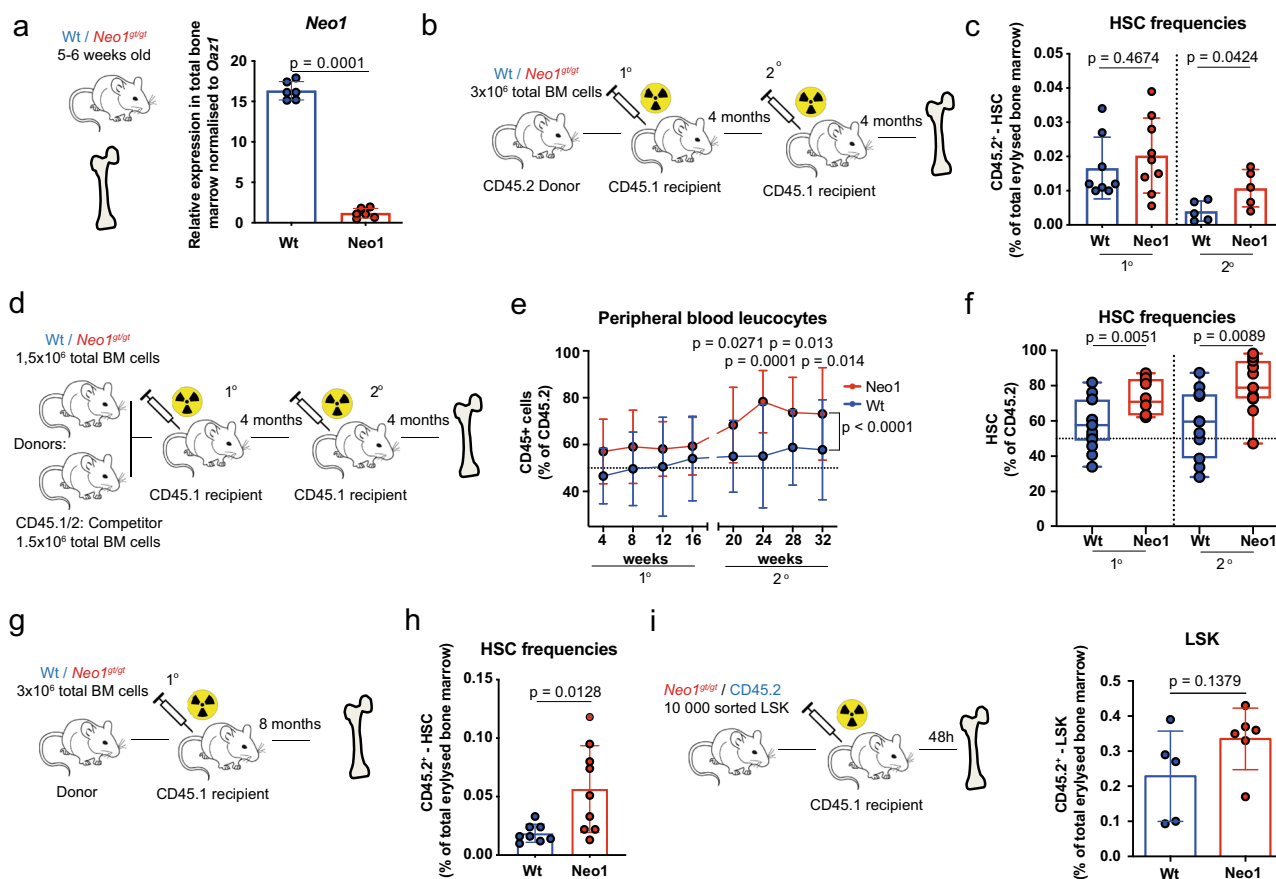 a
Wt / Neo1gt/gt
5-6 weeks old
Neo1
Relative expression in total bone
marrow normalised to Oaz1
p = 0.0001
20
15
10
5
0
Wt
Neo1
b
Wt / Neo1gt/gt
3x10⁶ total BM cells
1°
2°
4 months
4 months
CD45.2 Donor
CD45.1 recipient
CD45.1 recipient
c
HSC frequencies
CD45.2⁺ - HSC
(% of total erylysed bone marrow)
p = 0.4674
p = 0.0424
0.05
0.04
0.03
0.02
0.01
0.00
Wt
Neo1
Wt
Neo1
1°
2°
d
Wt / Neo1gt/gt
1,5x10⁶ total BM cells
1°
2°
4 months
4 months
Donors:
CD45.1 recipient
CD45.1 recipient
CD45.1/2: Competitor
1.5x10⁶ total BM cells
e
Peripheral blood leucocytes
CD45+ cells
(% of CD45.2)
p = 0.0271
p = 0.013
p = 0.0001
p = 0.014
Neo1
Wt
p < 0.0001
100
80
60
40
4
8
12
16
20
24
28
32
weeks
weeks
1°
2°
f
HSC frequencies
HSC
(% of CD45.2)
p = 0.0051
p = 0.0089
100
80
60
40
20
0
Wt
Neo1
Wt
Neo1
1°
2°
g
Wt / Neo1gt/gt
3x10⁶ total BM cells
1°
8 months
Donor
CD45.1 recipient
h
HSC frequencies
CD45.2⁺ - HSC
(% of total erylysed bone marrow)
p = 0.0128
0.15
0.10
0.05
0.00
Wt
Neo1
i
Neo1gt/gt / CD45.2
10 000 sorted LSK
48h
CD45.1 recipient
LSK
CD45.2⁺ - LSK
(% of total erylysed bone marrow)
p = 0.1379
0.5
0.4
0.3
0.2
0.1
0.0
Wt
Neo1